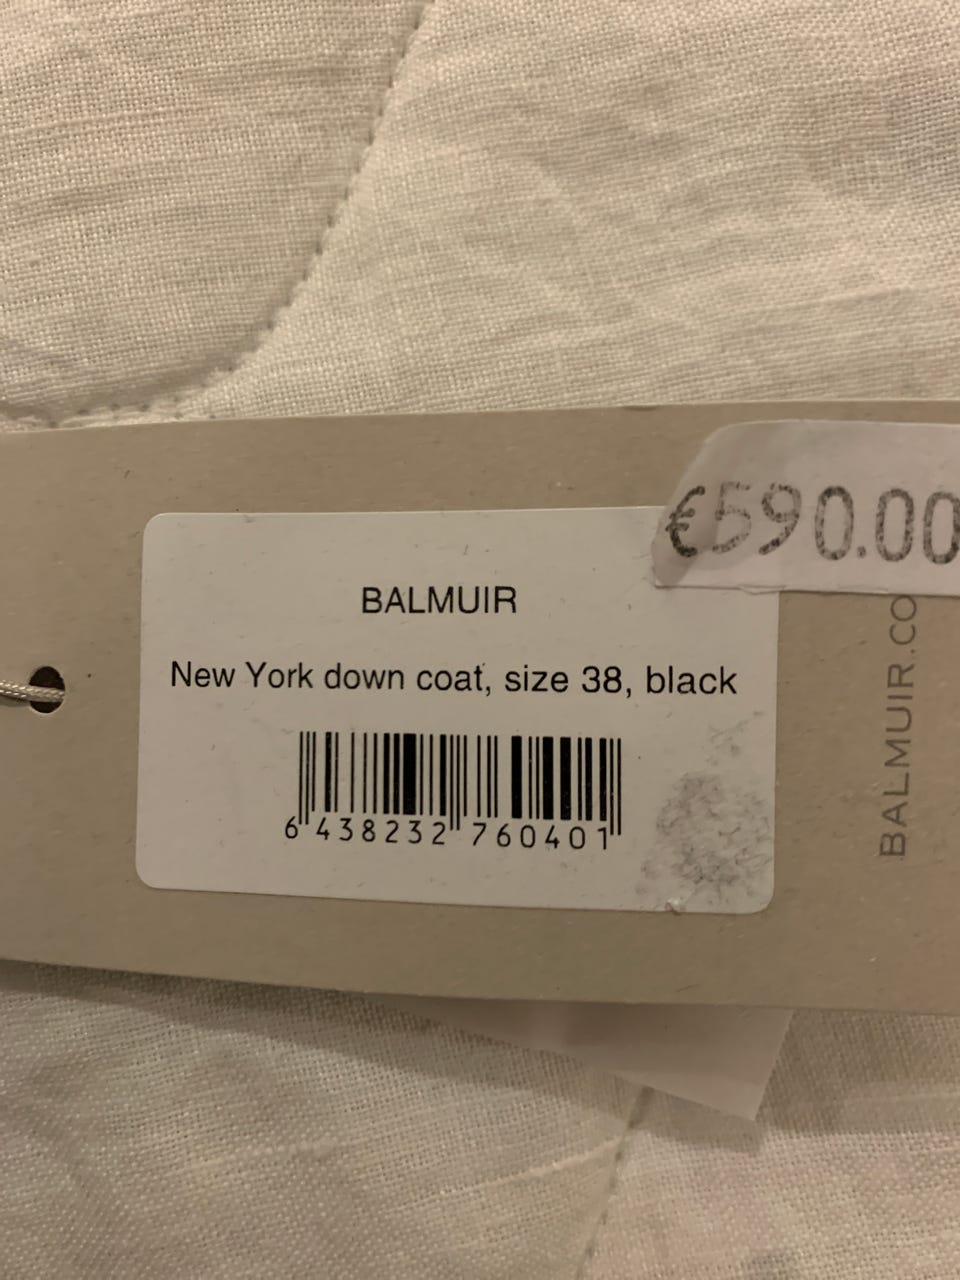 €590.00
BALMUIR
New York down coat, size 38, black
6 438232 760401
BALMUIR.CO